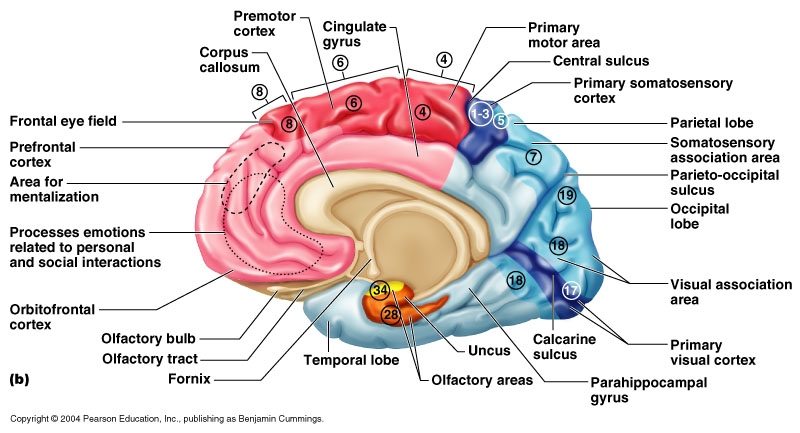 Premotor
cortex
Cingulate
gyrus
Primary
motor area
Corpus
callosum
Central sulcus
Primary somatosensory
cortex
6
4
8
Frontal eye field
8
6
4
1-3
5
Parietal lobe
Prefrontal
cortex
Somatosensory
association area
7
Area for
mentalization
Parieto-occipital
sulcus
19
Occipital
lobe
Processes emotions
related to personal
and social interactions
18
18
17
Visual association
area
34
28
Orbitofrontal
cortex
Olfactory bulb
Olfactory tract
Fornix
Temporal lobe
Uncus
Olfactory areas
Calcarine
sulcus
Primary
visual cortex
Parahippocampal
gyrus
(b)
Copyright © 2004 Pearson Education, Inc., publishing as Benjamin Cummings.